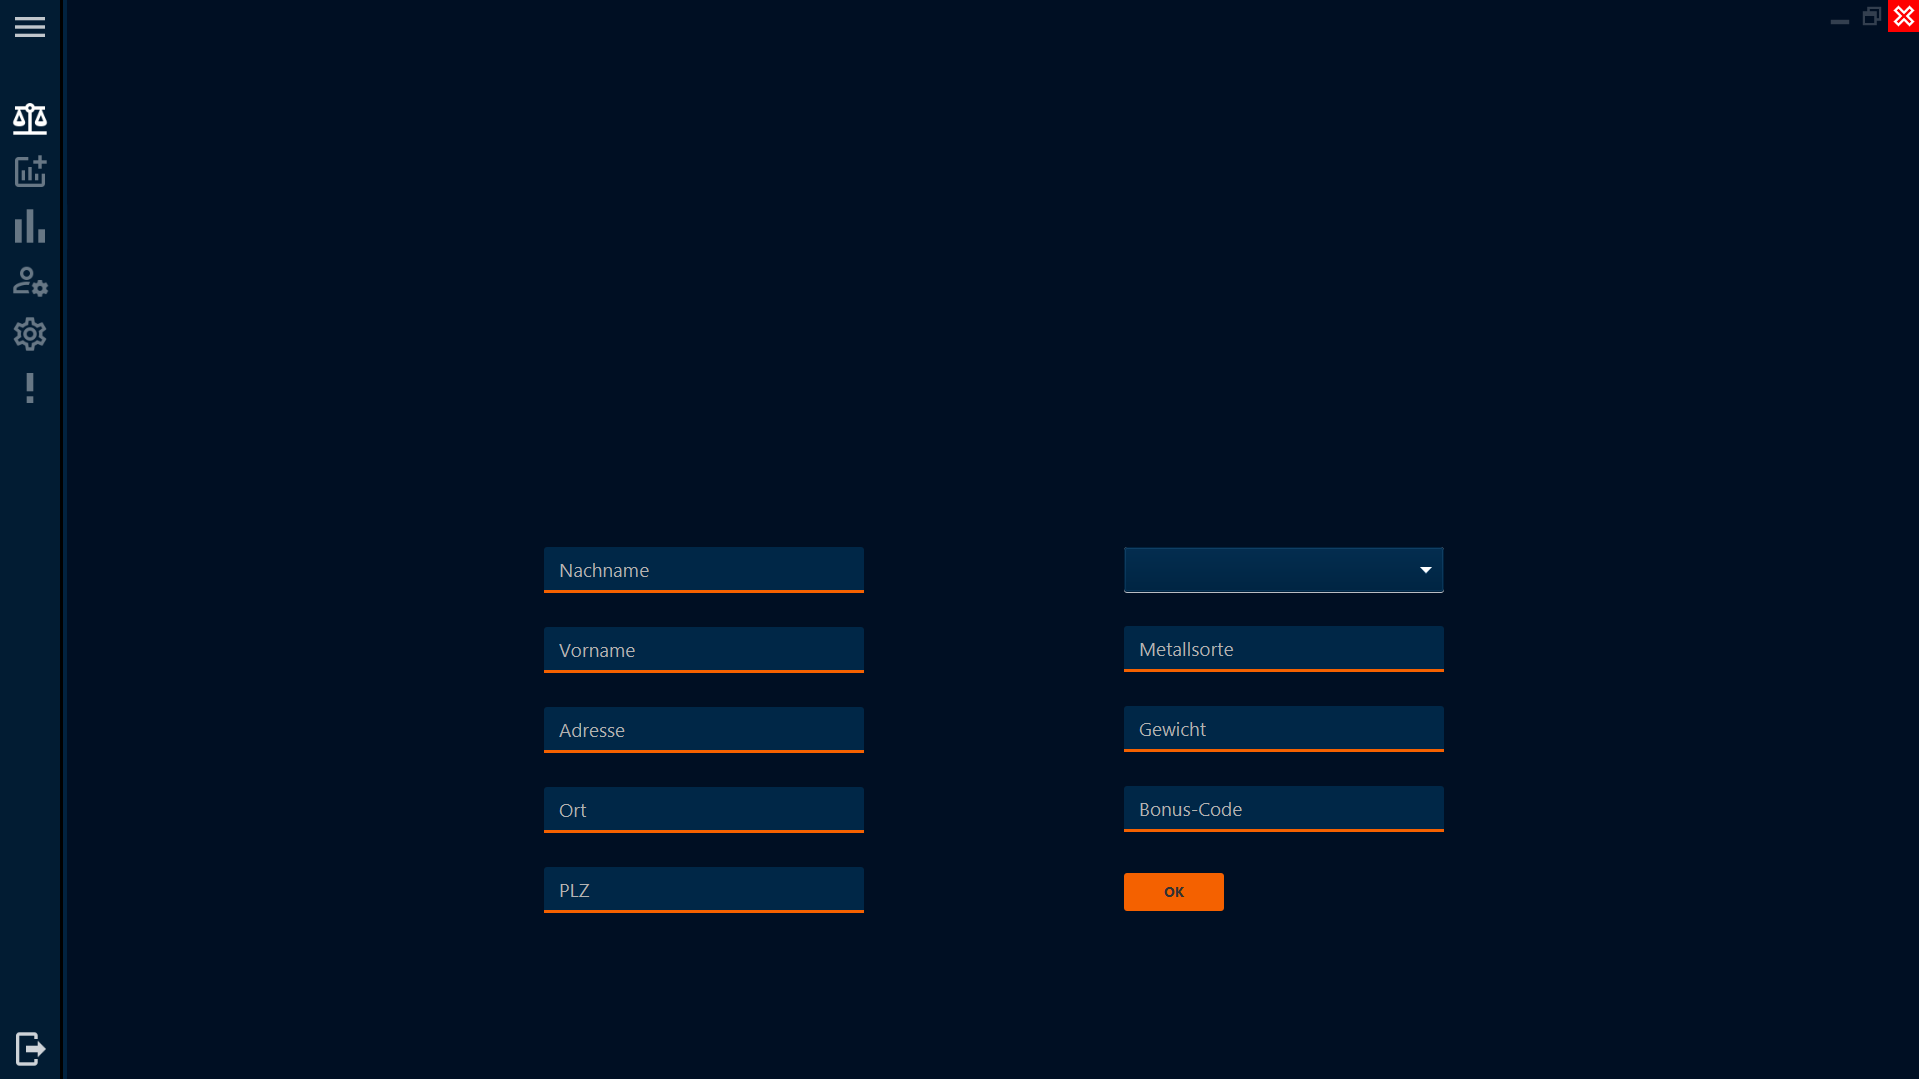 Nachname
Vorname
Adresse
Ort
PLZ
Metallsorte
Gewicht
Bonus-Code
OK